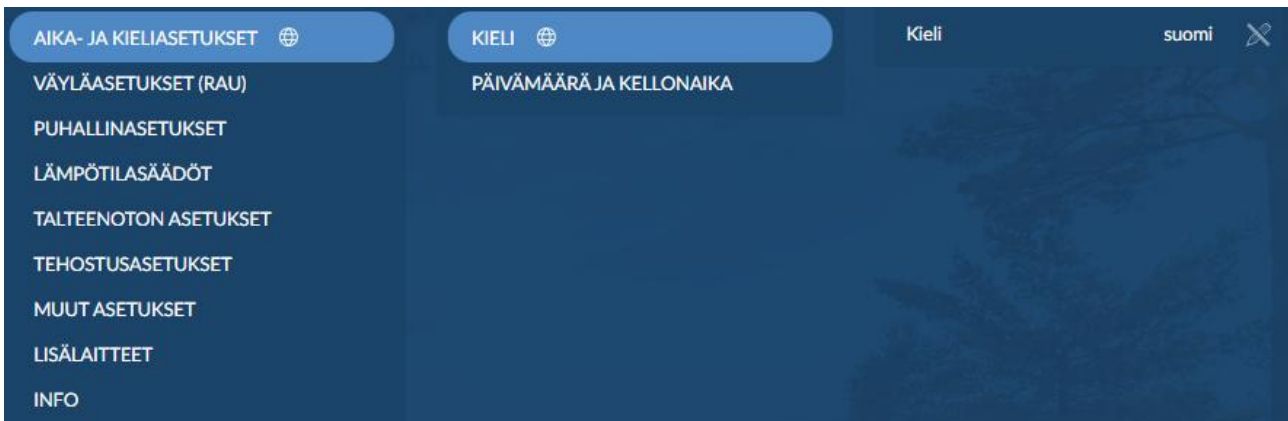 AIKA- JA KIELIASETUKSET
VÄYLÄASETUKSET (RAU)
PUHALLINASETUKSET
LÄMPÖTILASÄÄDÖT
TALTEENOTON ASETUKSET
TEHOSTUSASETUKSET
MUUT ASETUKSET
LISÄLAITTEET
INFO
KIELI
PÄIVÄMÄÄRÄ JA KELLONAIKA
Kieli suomi